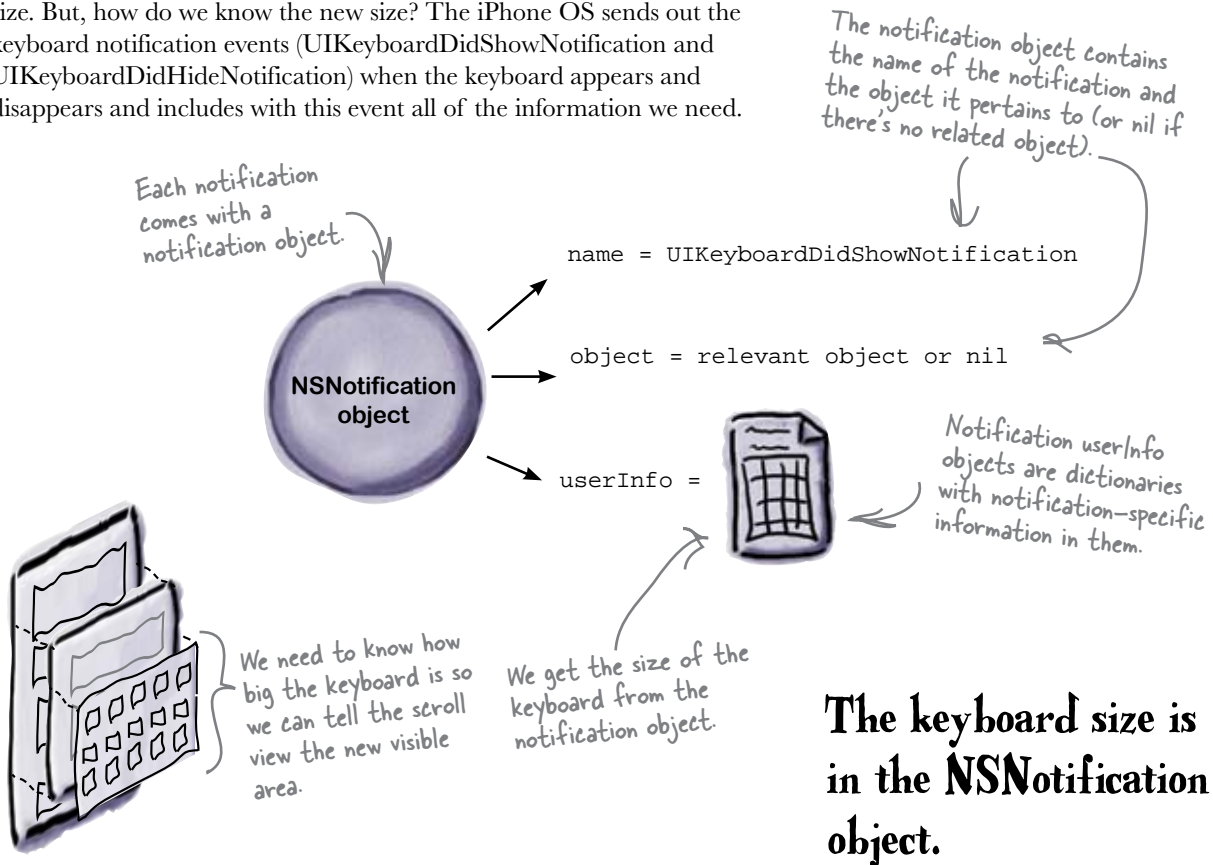 ize. But, how do we know the new size? The iPhone OS sends out the
keyboard notification events (UIKeyboardDidShowNotification and
UIKeyboardDidHideNotification) when the keyboard appears and
disappears and includes with this event all of the information we need.
The notification object contains
the name of the notification and
the object it pertains to (or nil if
there's no related object).
Each notification
comes with a
notification object.
name = UIKeyboardDidShowNotification
object = relevant object or nil
NSNotification
object
userInfo =
Notification userInfo
objects are dictionaries
with notification-specific
information in them.
We need to know how
big the keyboard is so
we can tell the scroll
view the new visible
area.
We get the size of the
keyboard from the
notification object.
The keyboard size is
in the NSNotification
object.